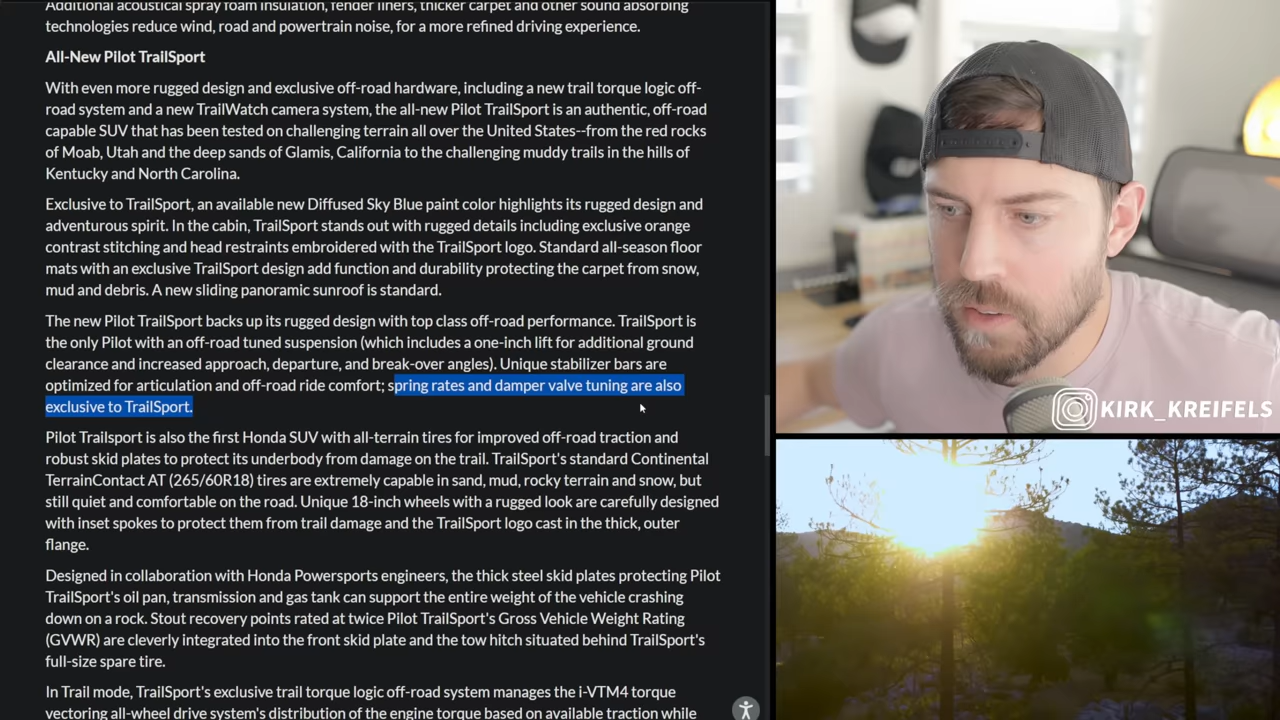 Additional acoustical spray foam insulation, fender liners, thicker carpet and other sound absorbing
technologies reduce wind, road and powertrain noise, for a more refined driving experience.
All-New Pilot TrailSport
With even more rugged design and exclusive off-road hardware, including a new trail torque logic off-
road system and a new TrailWatch camera system, the all-new Pilot TrailSport is an authentic, off-road
capable SUV that has been tested on challenging terrain all over the United States--from the red rocks
of Moab, Utah and the deep sands of Glamis, California to the challenging muddy trails in the hills of
Kentucky and North Carolina.
Exclusive to TrailSport, an available new Diffused Sky Blue paint color highlights its rugged design and
adventurous spirit. In the cabin, TrailSport stands out with rugged details including exclusive orange
contrast stitching and head restraints embroidered with the TrailSport logo. Standard all-season floor
mats with an exclusive TrailSport design add function and durability protecting the carpet from snow,
mud and debris. A new sliding panoramic sunroof is standard.
The new Pilot TrailSport backs up its rugged design with top class off-road performance. TrailSport is
the only Pilot with an off-road tuned suspension (which includes a one-inch lift for additional ground
clearance and increased approach, departure, and break-over angles). Unique stabilizer bars are
optimized for articulation and off-road ride comfort; spring rates and damper valve tuning are also
exclusive to TrailSport.
Pilot Trailsport is also the first Honda SUV with all-terrain tires for improved off-road traction and
robust skid plates to protect its underbody from damage on the trail. TrailSport's standard Continental
TerrainContact AT (265/60R18) tires are extremely capable in sand, mud, rocky terrain and snow, but
still quiet and comfortable on the road. Unique 18-inch wheels with a rugged look are carefully designed
with inset spokes to protect them from trail damage and the TrailSport logo cast in the thick, outer
flange.
Designed in collaboration with Honda Powersports engineers, the thick steel skid plates protecting Pilot
TrailSport's oil pan, transmission and gas tank can support the entire weight of the vehicle crashing
down on a rock. Stout recovery points rated at twice Pilot TrailSport's Gross Vehicle Weight Rating
(GVWR) are cleverly integrated into the front skid plate and the tow hitch situated behind TrailSport's
full-size spare tire.
In Trail mode, TrailSport's exclusive trail torque logic off-road system manages the i-VTM4 torque
vectoring all-wheel drive system's distribution of the engine torque based on available traction while
KIRK_KREIFELS